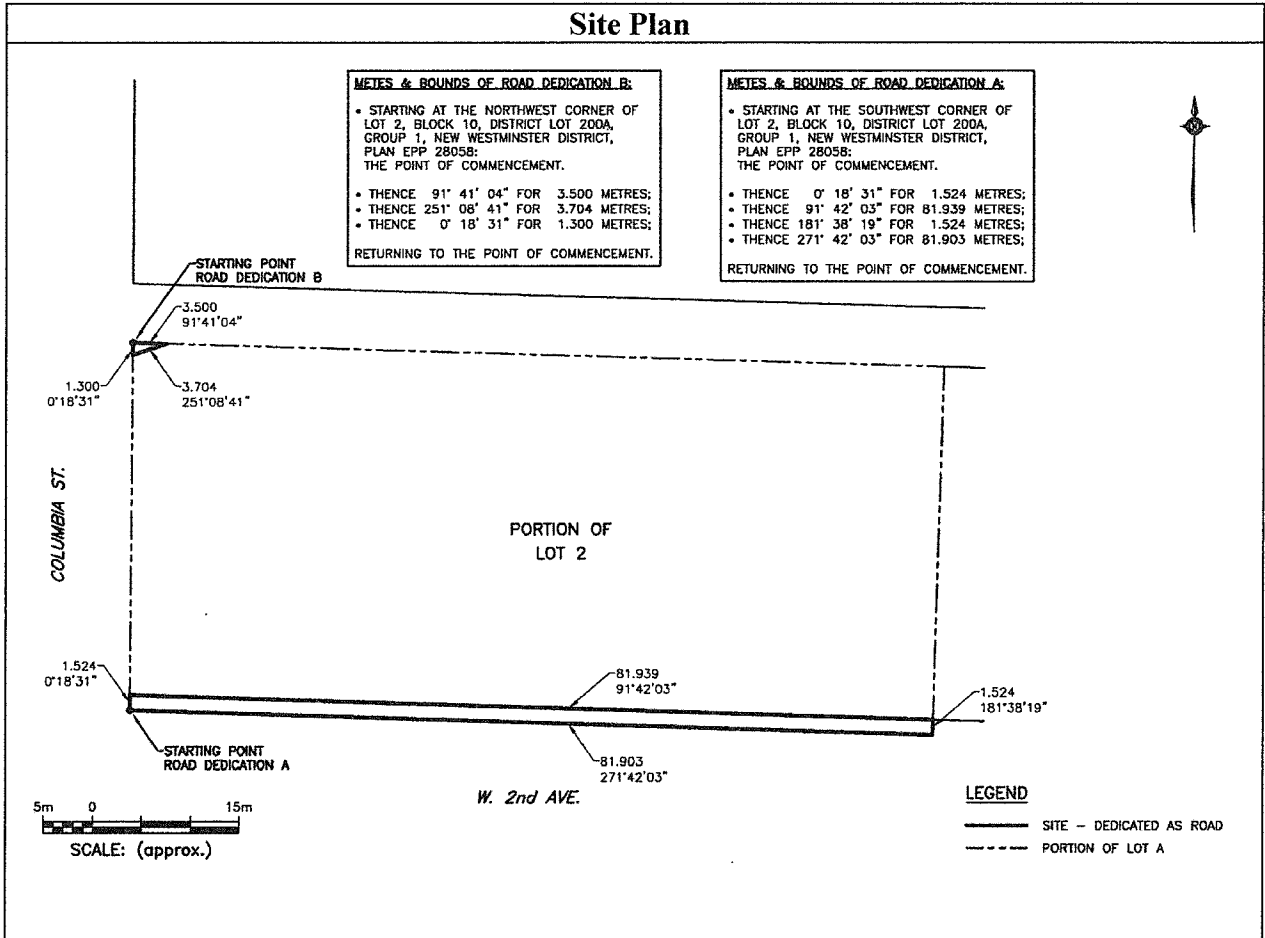 Site Plan
METES & BOUNDS OF ROAD DEDICATION B:
• STARTING AT THE NORTHWEST CORNER OF
LOT 2, BLOCK 10, DISTRICT LOT 200A,
GROUP 1, NEW WESTMINSTER DISTRICT,
PLAN EPP 28058:
THE POINT OF COMMENCEMENT.
• THENCE 91° 41' 04" FOR 3.500 METRES;
• THENCE 251° 08' 41" FOR 3.704 METRES;
• THENCE 0° 18' 31" FOR 1.300 METRES;
RETURNING TO THE POINT OF COMMENCEMENT.
METES & BOUNDS OF ROAD DEDICATION A:
• STARTING AT THE SOUTHWEST CORNER OF
LOT 2, BLOCK 10, DISTRICT LOT 200A,
GROUP 1, NEW WESTMINSTER DISTRICT,
PLAN EPP 28058:
THE POINT OF COMMENCEMENT.
• THENCE 0° 18' 31" FOR 1.524 METRES;
• THENCE 91° 42' 03" FOR 81.939 METRES;
• THENCE 181° 38' 19" FOR 1.524 METRES;
• THENCE 271° 42' 03" FOR 81.903 METRES;
RETURNING TO THE POINT OF COMMENCEMENT.
STARTING POINT
ROAD DEDICATION B
3.500
91°41'04"
1.300
0°18'31"
3.704
251°08'41"
COLUMBIA ST.
PORTION OF
LOT 2
1.524
0°18'31"
81.939
91°42'03"
1.524
181°38'19"
STARTING POINT
ROAD DEDICATION A
81.903
271°42'03"
W. 2nd AVE.
5m 0 15m
SCALE: (approx.)
LEGEND
SITE - DEDICATED AS ROAD
PORTION OF LOT A